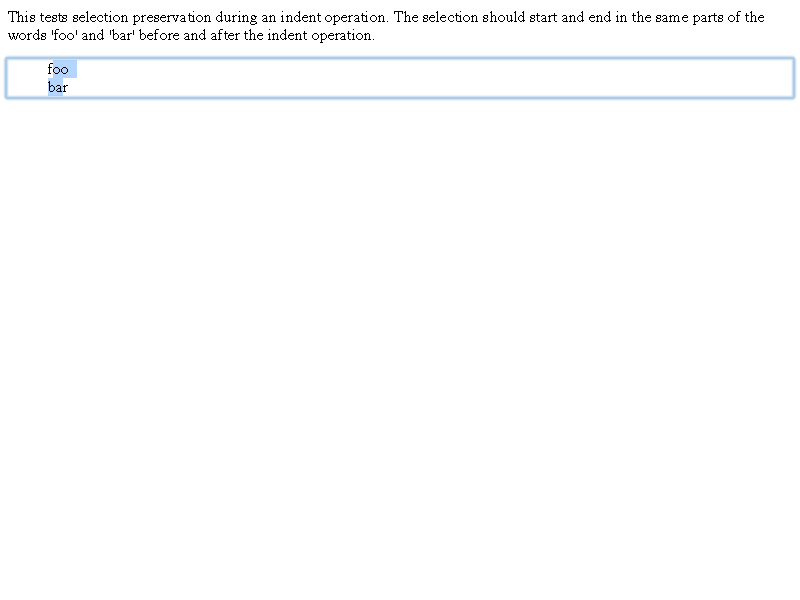 This tests selection preservation during an indent operation. The selection should start and end in the same parts of the
words 'foo' and 'bar' before and after the indent operation.
foo
bar